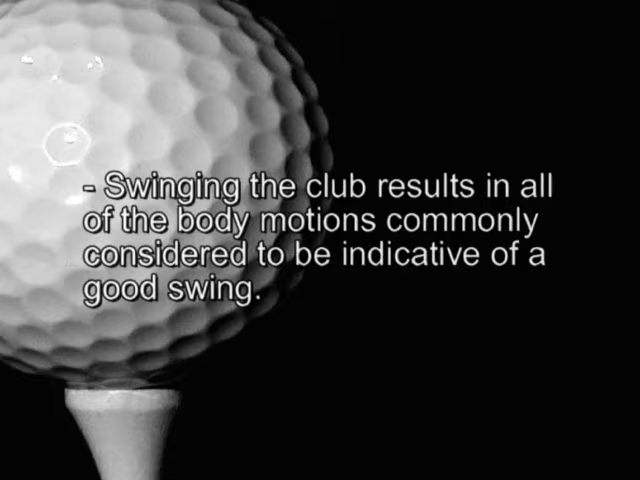 - Swinging the club results in all
of the body motions commonly
considered to be indicative of a
good swing.